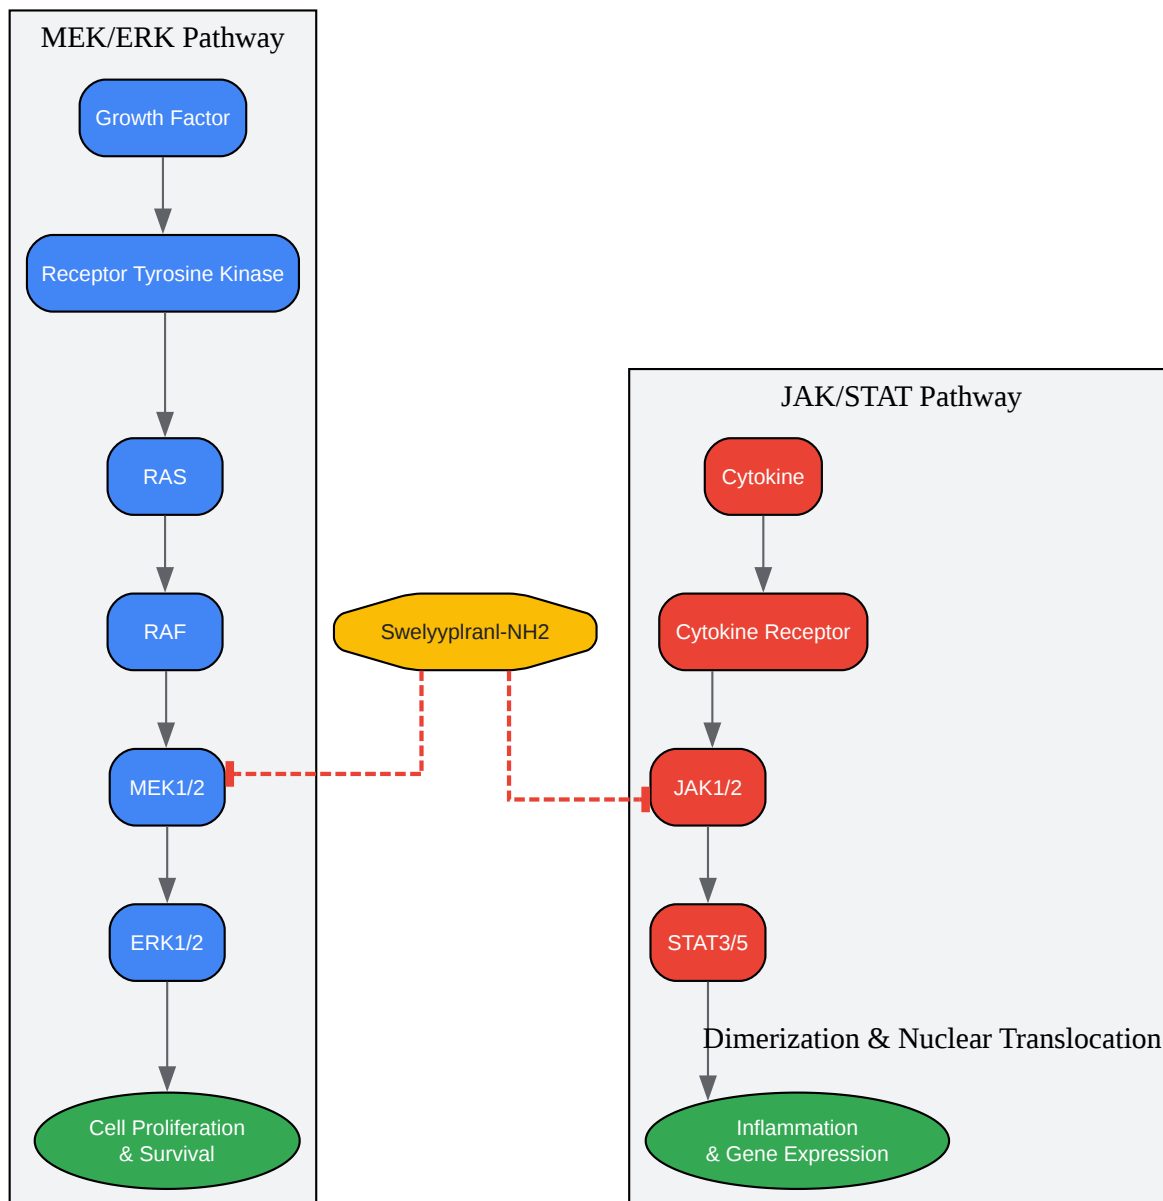 MEK/ERK Pathway
Growth Factor
Receptor Tyrosine Kinase
RAS
RAF
MEK1/2
ERK1/2
Cell Proliferation
& Survival
Swelyyplranl-NH2
JAK/STAT Pathway
Cytokine
Cytokine Receptor
JAK1/2
STAT3/5
Dimerization & Nuclear Translocation
Inflammation
& Gene Expression